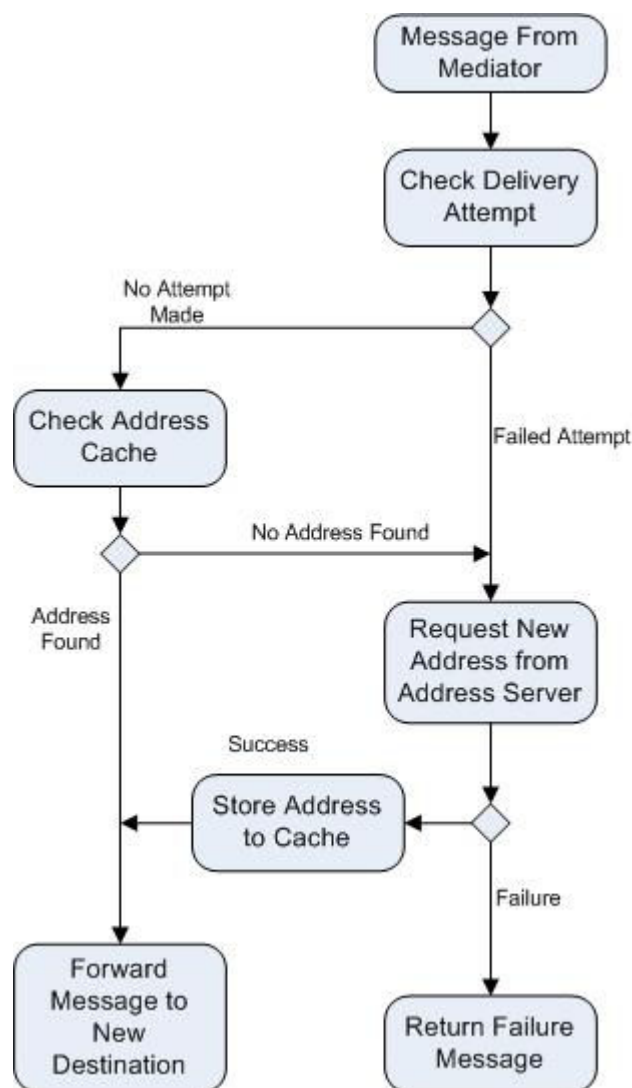 Message From
Mediator
Check Delivery
Attempt
No Attempt
Made
Check Address
Cache
Failed Attempt
No Address Found
Address
Found
Request New
Address from
Address Server
Success
Store Address
to Cache
Failure
Forward
Message to
New
Destination
Return Failure
Message